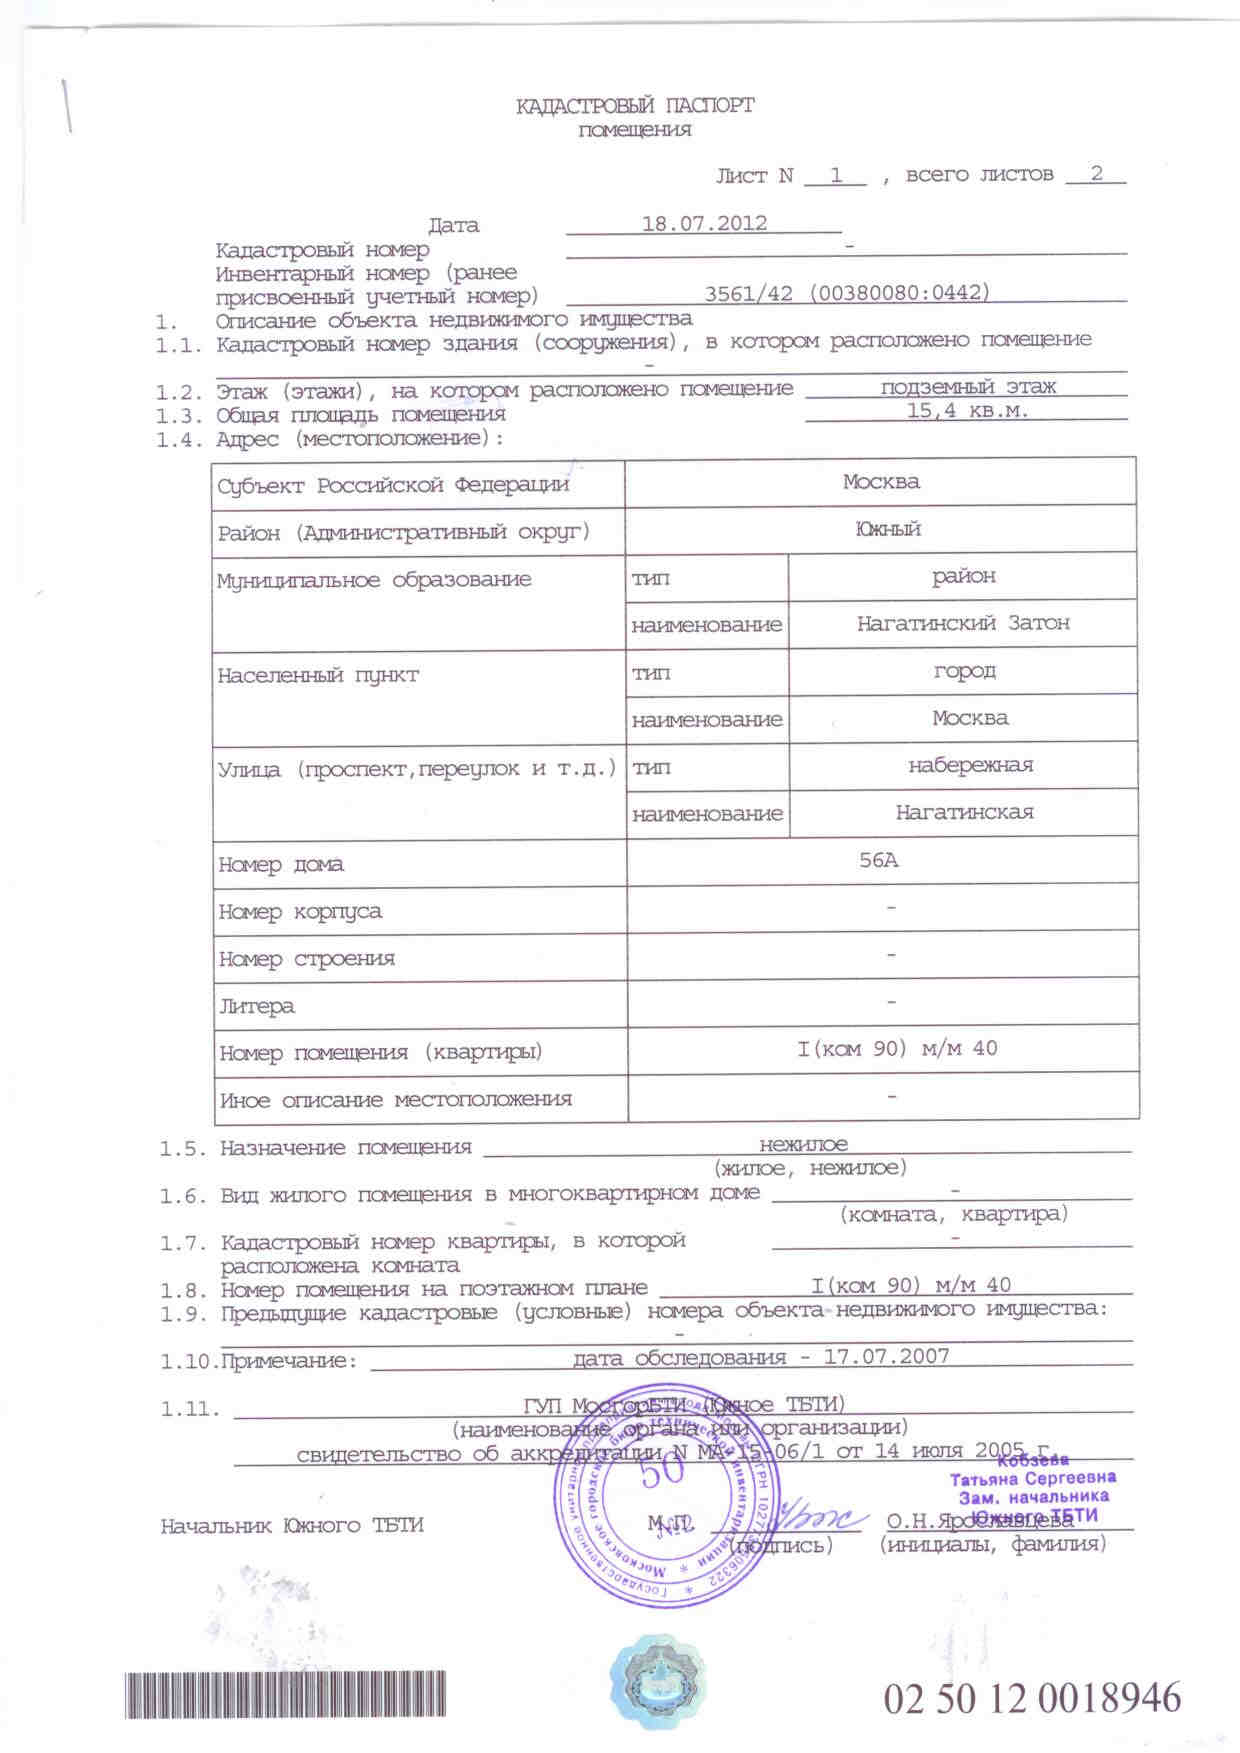 КАДАСТРОВЫЙ ПАСПОРТ
помещения
Лист N 1 , всего листов 2
Дата 18.07.2012
Кадастровый номер -
Инвентарный номер (ранее
присвоенный учетный номер) 3561/42 (00380080:0442)
1. Описание объекта недвижимого имущества
1.1. Кадастровый номер здания (сооружения), в котором расположено помещение
-
1.2. Этаж (этажи), на котором расположено помещение подземный этаж
1.3. Общая площадь помещения 15,4 кв.м.
1.4. Адрес (местоположение):
Субъект Российской Федерации Москва
Район (Административный округ) Южный
Муниципальное образование тип район
наименование Нагатинский Затон
Населенный пункт тип город
наименование Москва
Улица (проспект,переулок и т.д.) тип набережная
наименование Нагатинская
Номер дома 56А
Номер корпуса -
Номер строения -
Литера -
Номер помещения (квартиры) I(ком 90) м/м 40
Иное описание местоположения -
1.5. Назначение помещения нежилое
(жилое, нежилое)
1.6. Вид жилого помещения в многоквартирном доме -
(комната, квартира)
1.7. Кадастровый номер квартиры, в которой -
расположена комната
1.8. Номер помещения на поэтажном плане I(ком 90) м/м 40
1.9. Предыдущие кадастровые (условные) номера объекта недвижимого имущества:
-
1.10.Примечание: дата обследования - 17.07.2007
1.11. ГУП МосгорБТИ (Южное ТБТИ)
(наименование органа или организации)
свидетельство об аккредитации N МА-15-06/1 от 14 июля 2005 г.
Кобзева
Татьяна Сергеевна
Зам. начальника
Южного ТБТИ
Начальник Южного ТБТИ М.П. О.Н.Ярославцева
(подпись) (инициалы, фамилия)
Московское городское бюро технической инвентаризации
50
02 50 12 0018946